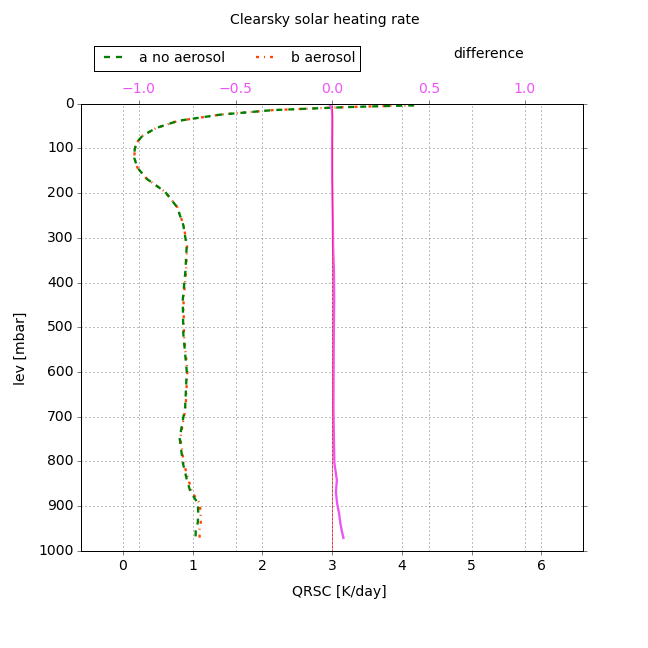 Clearsky solar heating rate
a no aerosol b aerosol difference
−1.0 −0.5 0.0 0.5 1.0
0
100
200
300
400
500
600
700
800
900
1000
lev [mbar]
0 1 2 3 4 5 6
QRSC [K/day]